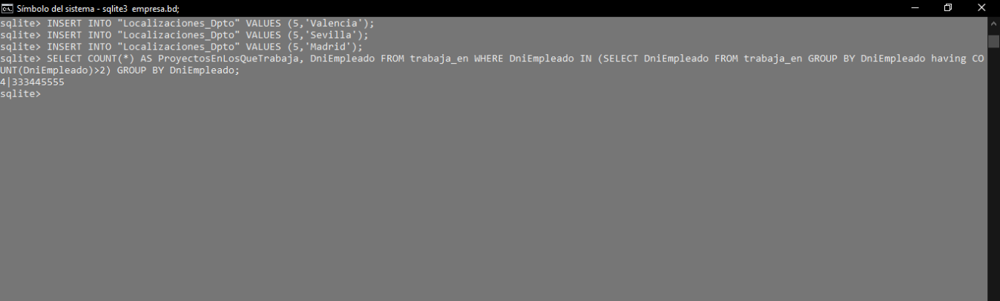 Símbolo del sistema - sqlite3 empresa.bd;
sqlite> INSERT INTO "Localizaciones_Dpto" VALUES (5,'Valencia');
sqlite> INSERT INTO "Localizaciones_Dpto" VALUES (5,'Sevilla');
sqlite> INSERT INTO "Localizaciones_Dpto" VALUES (5,'Madrid');
sqlite> SELECT COUNT(*) AS ProyectosEnLosQueTrabaja, DniEmpleado FROM trabaja_en WHERE DniEmpleado IN (SELECT DniEmpleado FROM trabaja_en GROUP BY DniEmpleado having CO
UNT(DniEmpleado)>2) GROUP BY DniEmpleado;
4|333445555
sqlite>